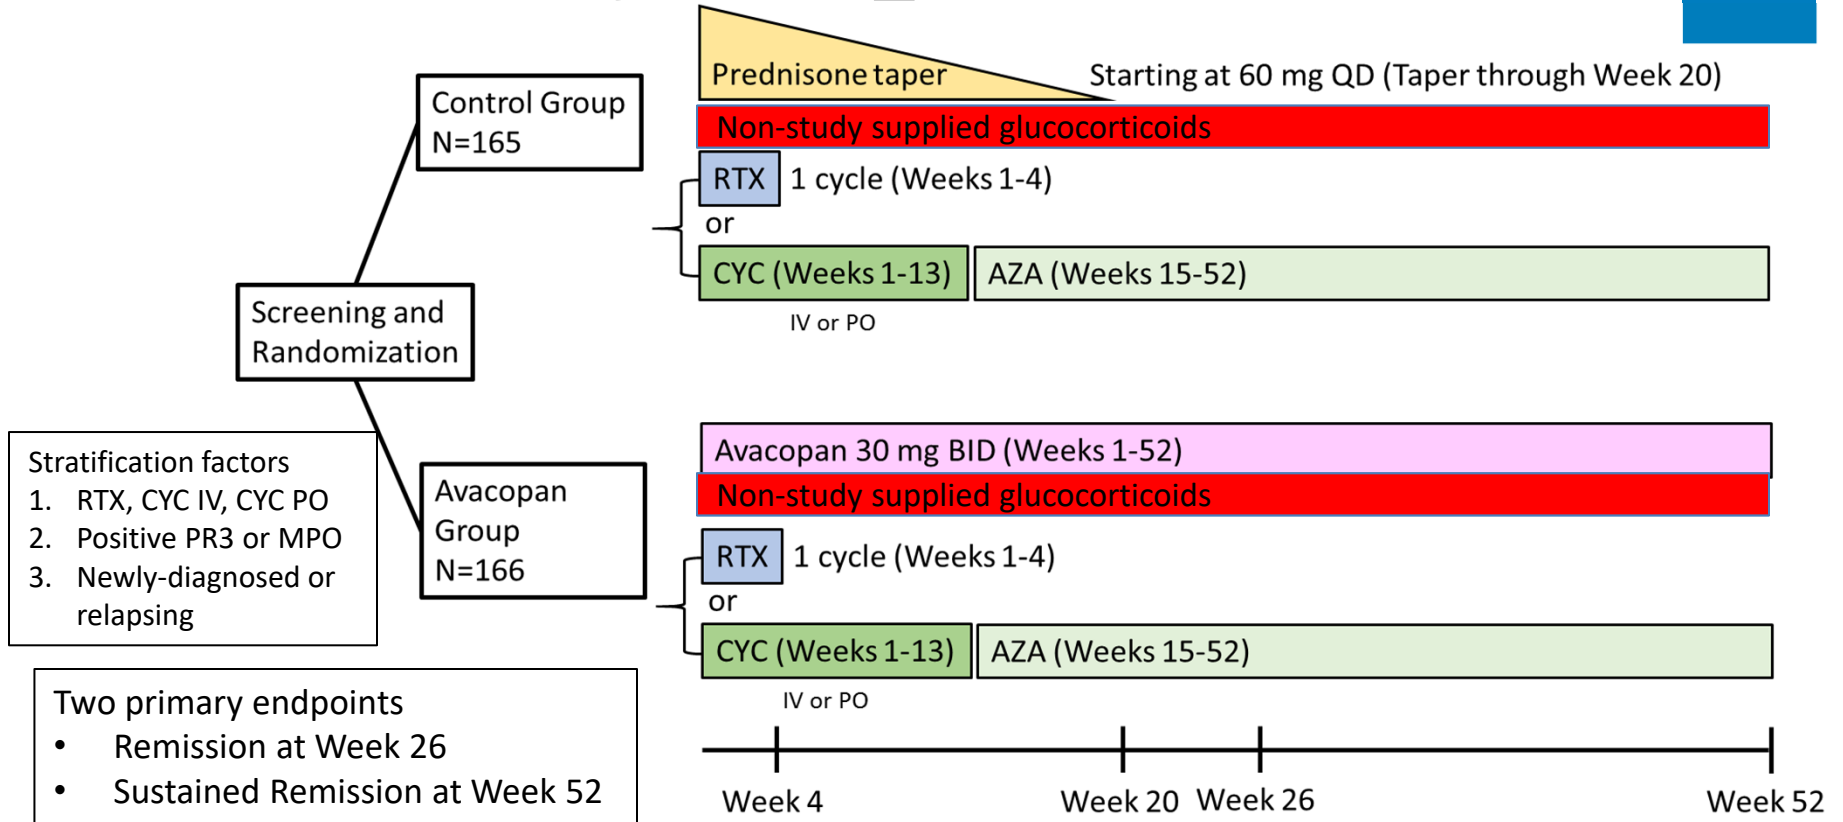 Prednisone taper
Starting at 60 mg QD (Taper through Week 20)
Control Group
N=165
Non-study supplied glucocorticoids
RTX
1 cycle (Weeks 1-4)
or
CYC (Weeks 1-13)
AZA (Weeks 15-52)
IV or PO
Screening and
Randomization
Stratification factors
1. RTX, CYC IV, CYC PO
2. Positive PR3 or MPO
3. Newly-diagnosed or
relapsing
Avacopan
Group
N=166
Avacopan 30 mg BID (Weeks 1-52)
Non-study supplied glucocorticoids
RTX
1 cycle (Weeks 1-4)
or
CYC (Weeks 1-13)
AZA (Weeks 15-52)
IV or PO
Two primary endpoints
• Remission at Week 26
• Sustained Remission at Week 52
Week 4
Week 20
Week 26
Week 52